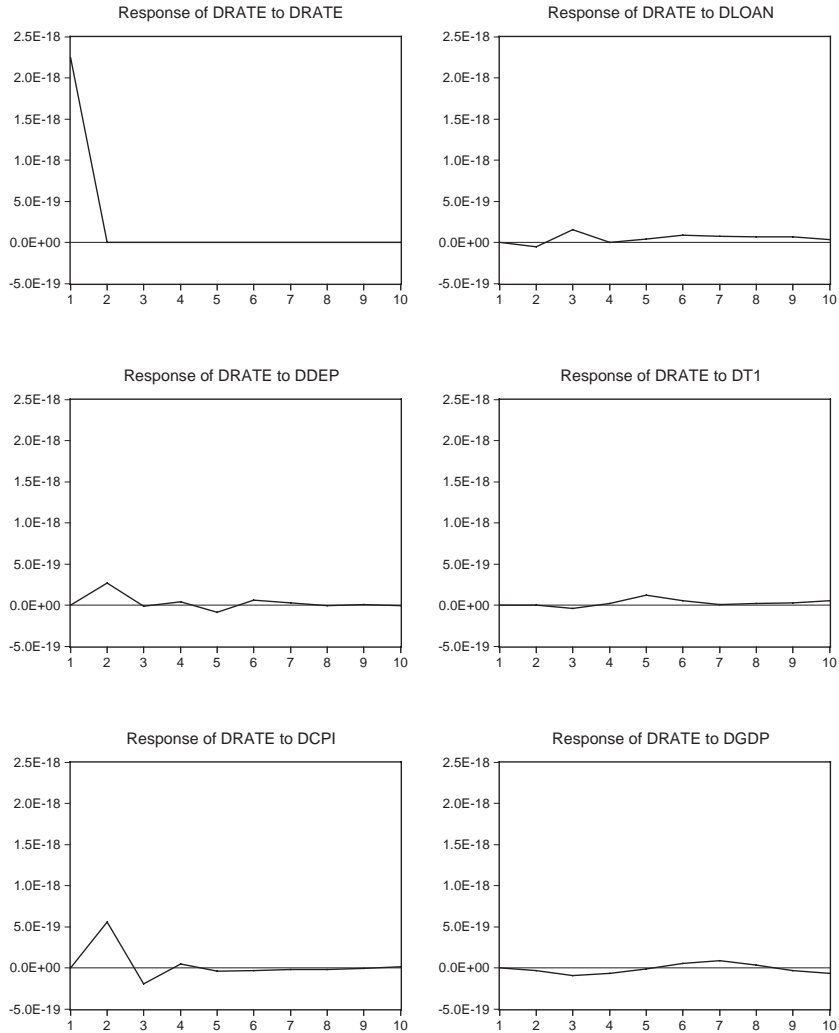 Response of DRATE to DRATE
2.5E-18
2.0E-18
1.5E-18
1.0E-18
5.0E-19
0.0E+00
-5.0E-19
1 2 3 4 5 6 7 8 9 10
Response of DRATE to DLOAN
2.5E-18
2.0E-18
1.5E-18
1.0E-18
5.0E-19
0.0E+00
-5.0E-19
1 2 3 4 5 6 7 8 9 10
Response of DRATE to DDEP
2.5E-18
2.0E-18
1.5E-18
1.0E-18
5.0E-19
0.0E+00
-5.0E-19
1 2 3 4 5 6 7 8 9 10
Response of DRATE to DT1
2.5E-18
2.0E-18
1.5E-18
1.0E-18
5.0E-19
0.0E+00
-5.0E-19
1 2 3 4 5 6 7 8 9 10
Response of DRATE to DCPI
2.5E-18
2.0E-18
1.5E-18
1.0E-18
5.0E-19
0.0E+00
-5.0E-19
1 2 3 4 5 6 7 8 9 10
Response of DRATE to DGDP
2.5E-18
2.0E-18
1.5E-18
1.0E-18
5.0E-19
0.0E+00
-5.0E-19
1 2 3 4 5 6 7 8 9 10